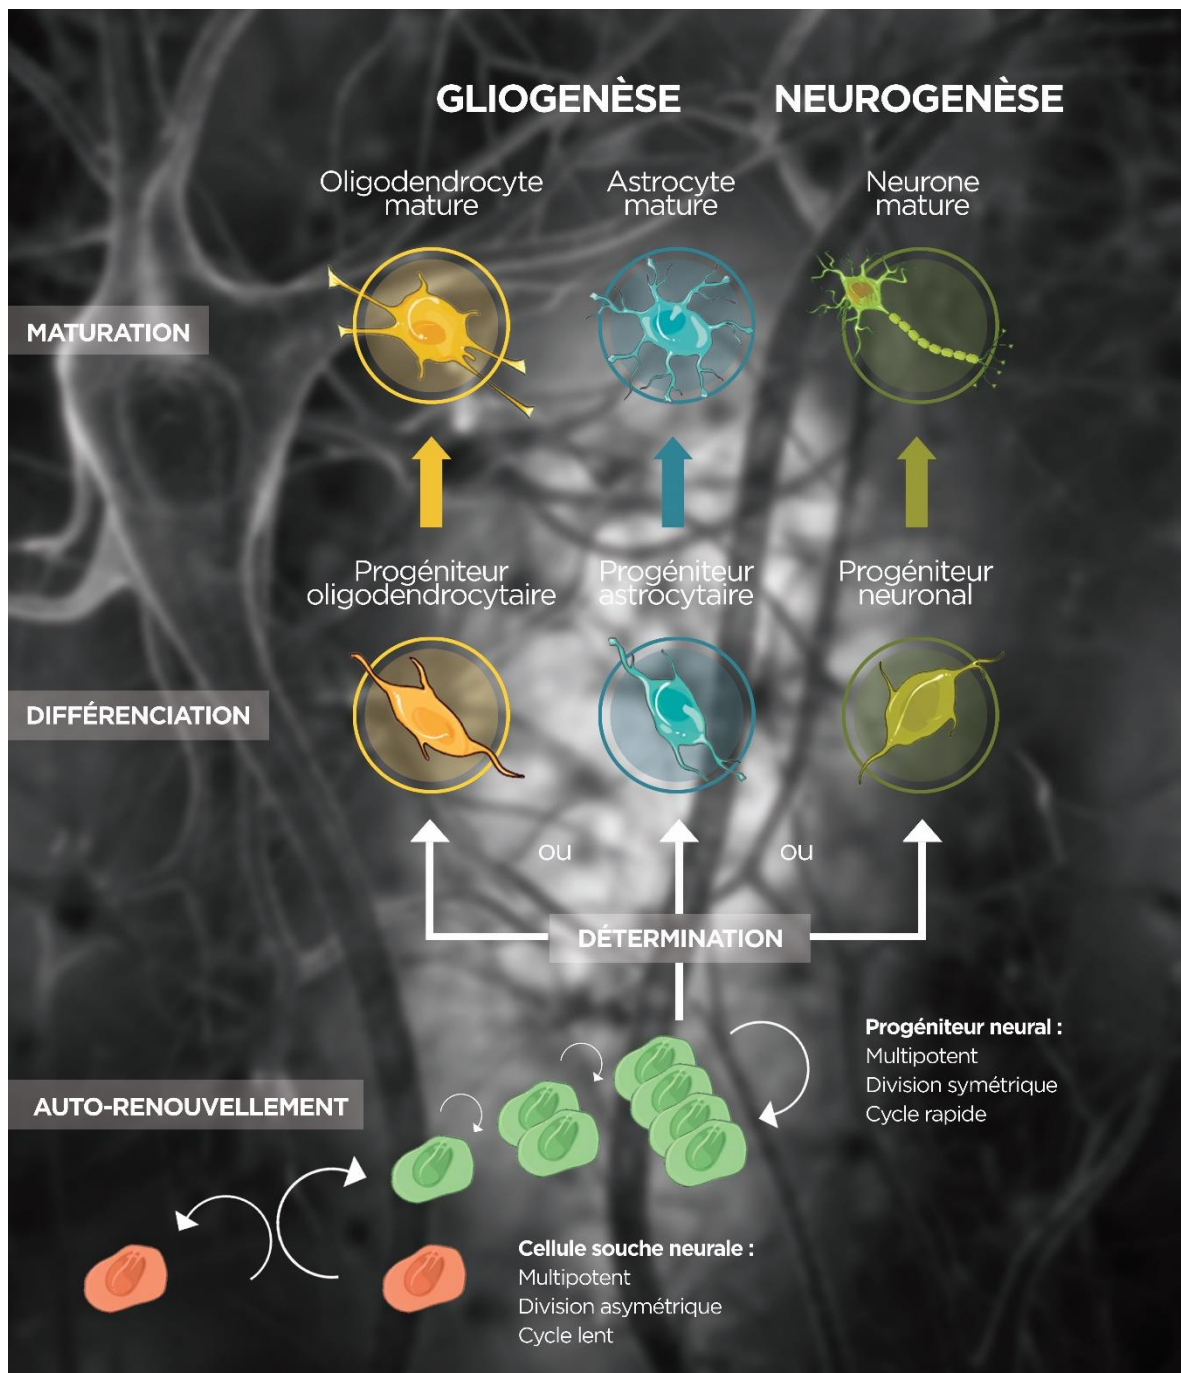 GLIOGENÈSE
NEUROGENÈSE
Oligodendrocyte
mature
Astrocyte
mature
Neurone
mature
MATURATION
Progéniteur
oligodendrocytaire
Progéniteur
astrocytaire
Progéniteur
neuronal
DIFFÉRENCIATION
ou
ou
DÉTERMINATION
Progéniteur neural :
Multipotent
Division symétrique
Cycle rapide
AUTO-RENOUVELLEMENT
Cellule souche neurale :
Multipotent
Division asymétrique
Cycle lent